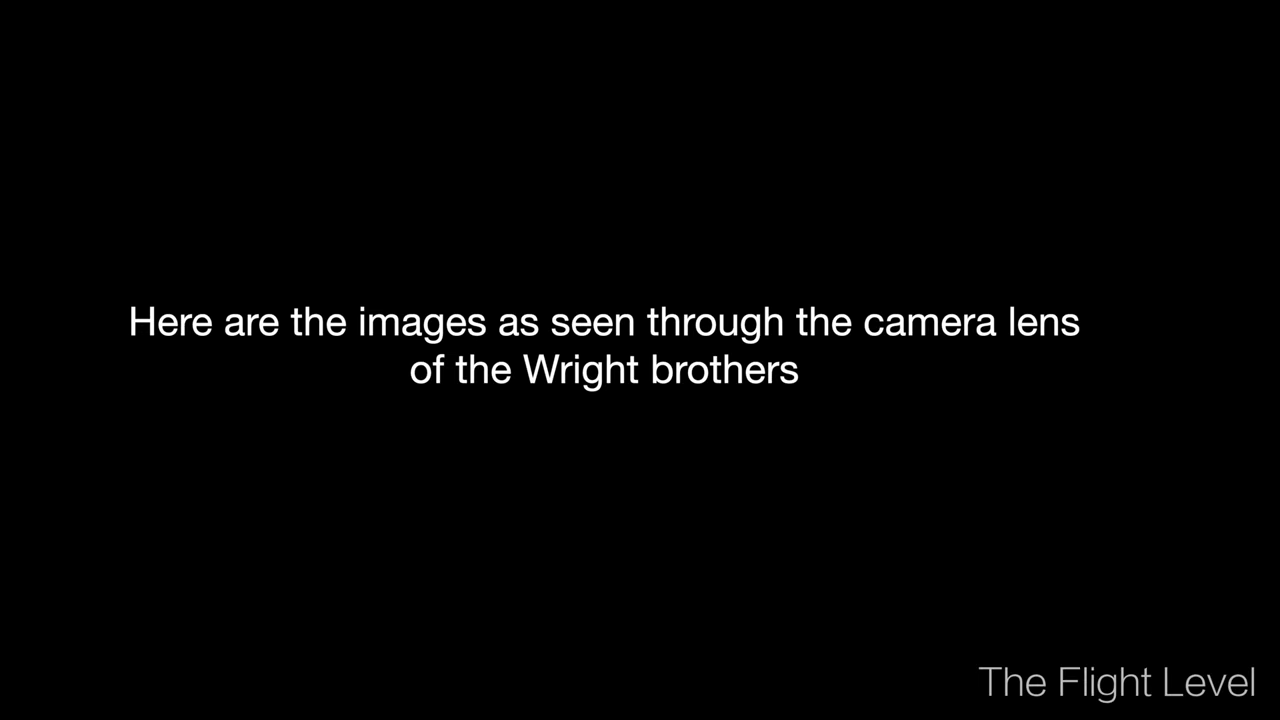 Here are the images as seen through the camera lens
of the Wright brothers
The Flight Level